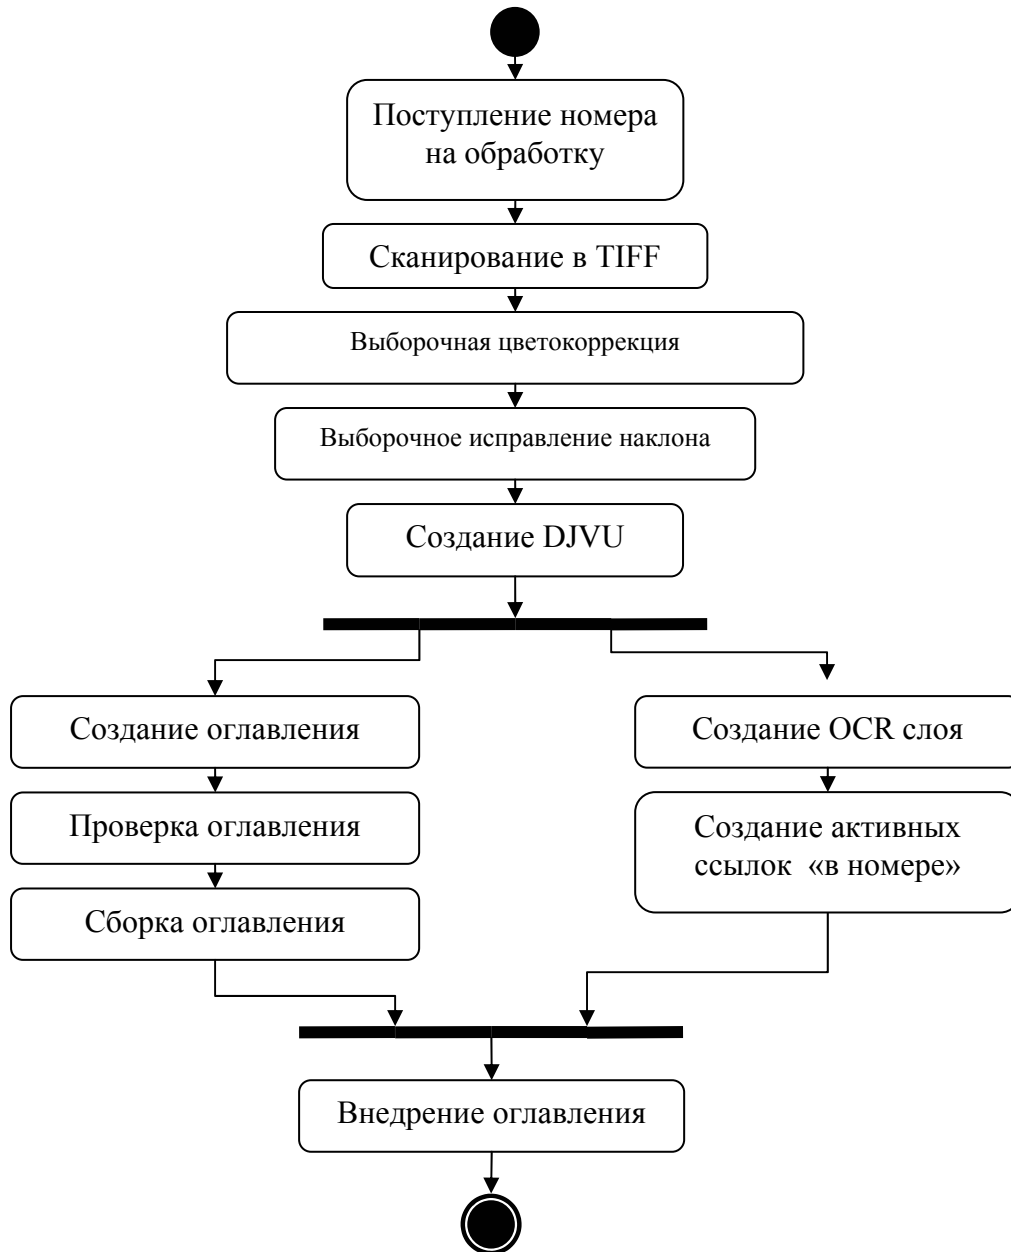 Поступление номера
на обработку
Сканирование в TIFF
Выборочная цветокоррекция
Выборочное исправление наклона
Создание DJVU
Создание оглавления
Проверка оглавления
Сборка оглавления
Создание OCR слоя
Создание активных
ссылок «в номере»
Внедрение оглавления